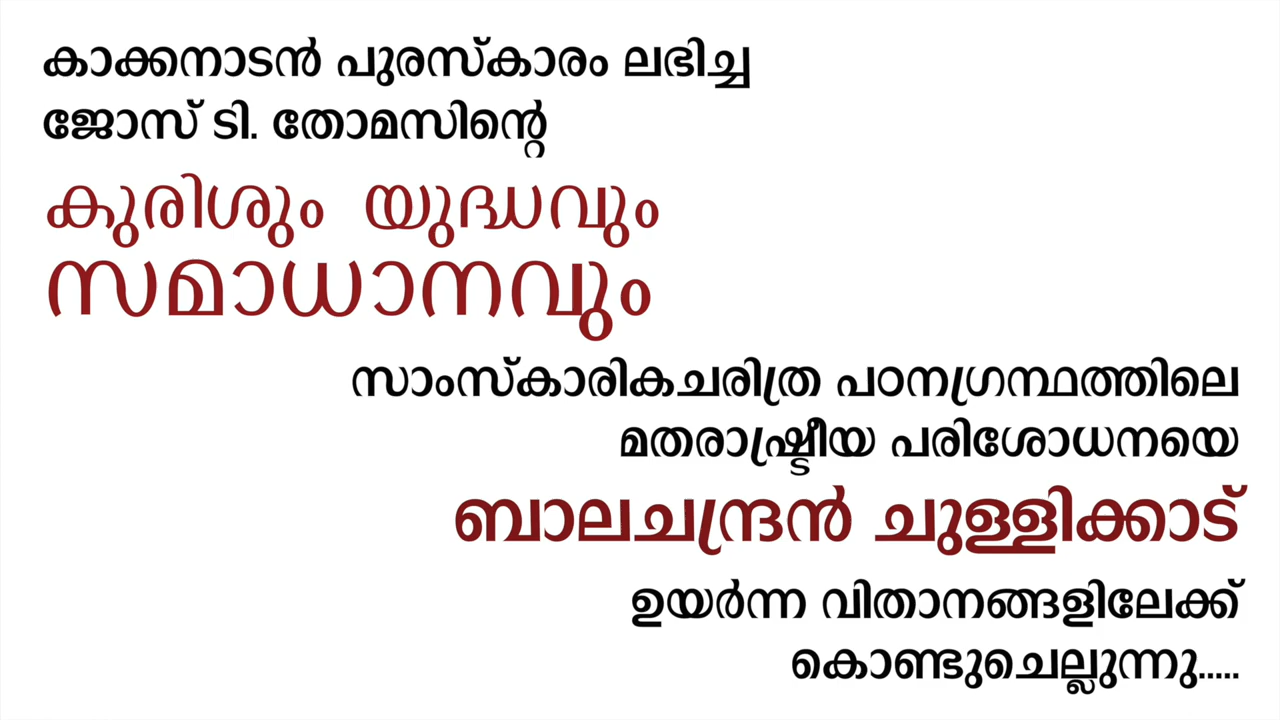 കാക്കനാടൻ പുരസ്കാരം ലഭിച്ച
ജോസ് ടി. തോമസിന്റെ
കുരിശും യുദ്ധവും
സമാധാനവും
സാംസ്കാരികചരിത്ര പഠനഗ്രന്ഥത്തിലെ
മതരാഷ്ട്രീയ പരിശോധനയെ
ബാലചന്ദ്രൻ ചുള്ളിക്കാട്
ഉയർന്ന വിതാനങ്ങളിലേക്ക്
കൊണ്ടുചെല്ലുന്നു.....